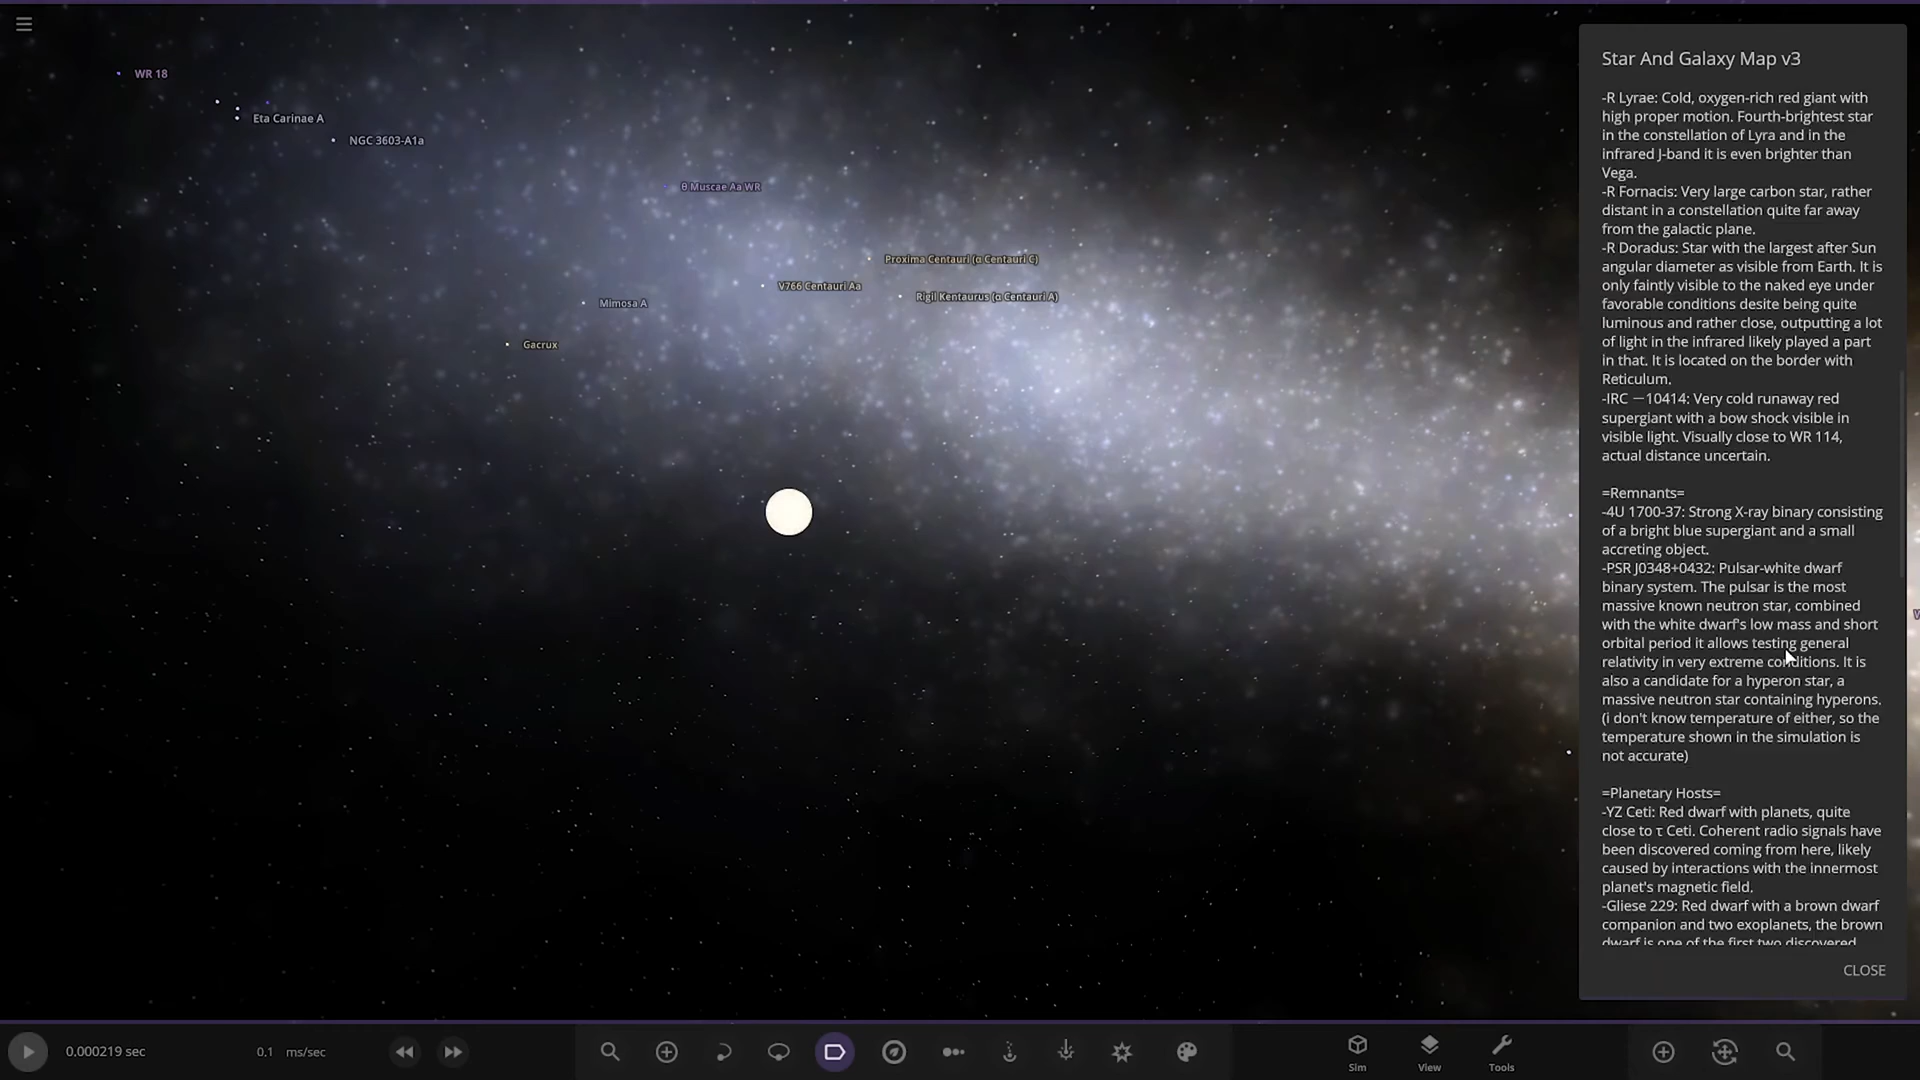 WR 18
Eta Carinae A
NGC 3603-A1a
θ Muscae Aa WR
Proxima Centauri (α Centauri C)
V766 Centauri Aa
Rigil Kentaurus (α Centauri A)
Mimosa A
Gacrux
Star And Galaxy Map v3
-R Lyrae: Cold, oxygen-rich red giant with
high proper motion. Fourth-brightest star
in the constellation of Lyra and in the
infrared J-band it is even brighter than
Vega.
-R Fornacis: Very large carbon star, rather
distant in a constellation quite far away
from the galactic plane.
-R Doradus: Star with the largest after Sun
angular diameter as visible from Earth. It is
only faintly visible to the naked eye under
favorable conditions desite being quite
luminous and rather close, outputting a lot
of light in the infrared likely played a part
in that. It is located on the border with
Reticulum.
-IRC −10414: Very cold runaway red
supergiant with a bow shock visible in
visible light. Visually close to WR 114,
actual distance uncertain.
=Remnants=
-4U 1700-37: Strong X-ray binary consisting
of a bright blue supergiant and a small
accreting object.
-PSR J0348+0432: Pulsar-white dwarf
binary system. The pulsar is the most
massive known neutron star, combined
with the white dwarf's low mass and short
orbital period it allows testing general
relativity in very extreme conditions. It is
also a candidate for a hyperon star, a
massive neutron star containing hyperons.
(i don't know temperature of either, so the
temperature shown in the simulation is
not accurate)
=Planetary Hosts=
-YZ Ceti: Red dwarf with planets, quite
close to τ Ceti. Coherent radio signals have
been discovered coming from here, likely
caused by interactions with the innermost
planet's magnetic field.
-Gliese 229: Red dwarf with a brown dwarf
companion and two exoplanets, the brown
dwarf is one of the first two discovered
CLOSE
0.000219 sec
0.1 ms/sec
Sim
View
Tools